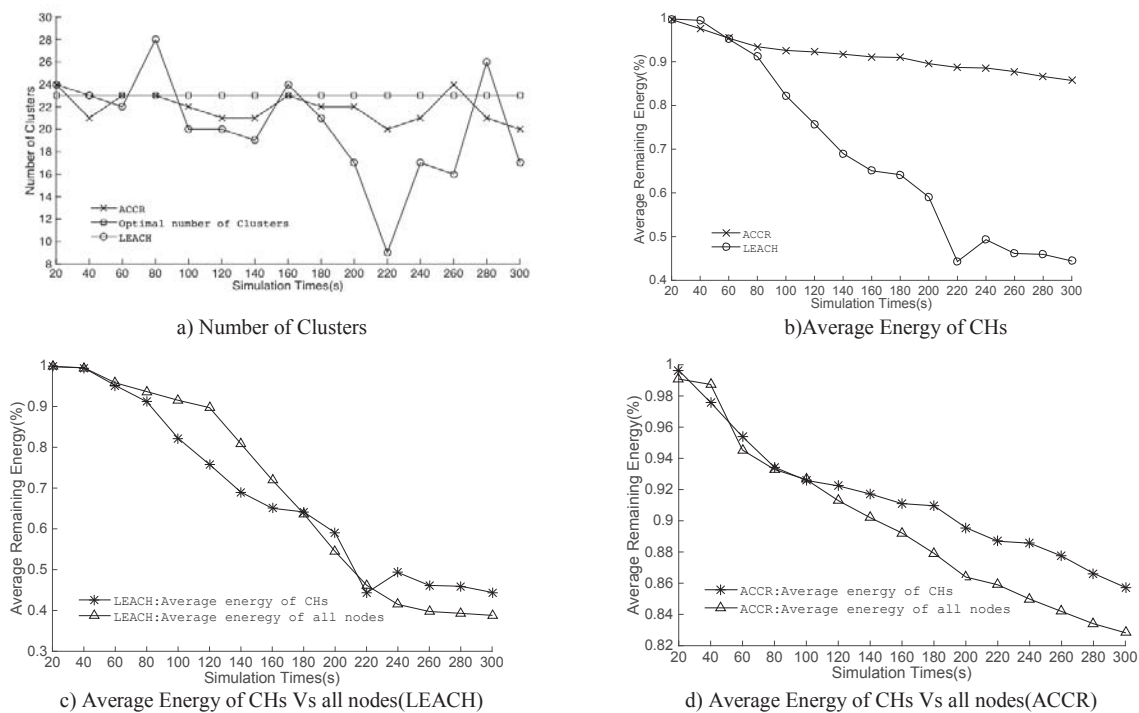 30
28
26
24
22
20
18
16
14
12
10
8
Number of Clusters
ACCR
Optimal number of Clusters
LEACH
20 40 60 80 100 120 140 160 180 200 220 240 260 280 300
Simulation Times(s)
a) Number of Clusters
1
0.9
0.8
0.7
0.6
0.5
0.4
Average Remaining Energy(%)
ACCR
LEACH
20 40 60 80 100 120 140 160 180 200 220 240 260 280 300
Simulation Times(s)
b)Average Energy of CHs
1
0.9
0.8
0.7
0.6
0.5
0.4
0.3
Average Remaining Energy(%)
LEACH:Average energy of CHs
LEACH:Average eneregy of all nodes
20 40 60 80 100 120 140 160 180 200 220 240 260 280 300
Simulation Times(s)
c) Average Energy of CHs Vs all nodes(LEACH)
1
0.98
0.96
0.94
0.92
0.9
0.88
0.86
0.84
0.82
Average Remaining Energy(%)
ACCR:Average eneregy of CHs
ACCR:Average eneregy of all nodes
20 40 60 80 100 120 140 160 180 200 220 240 260 280 300
Simulation Times(s)
d) Average Energy of CHs Vs all nodes(ACCR)